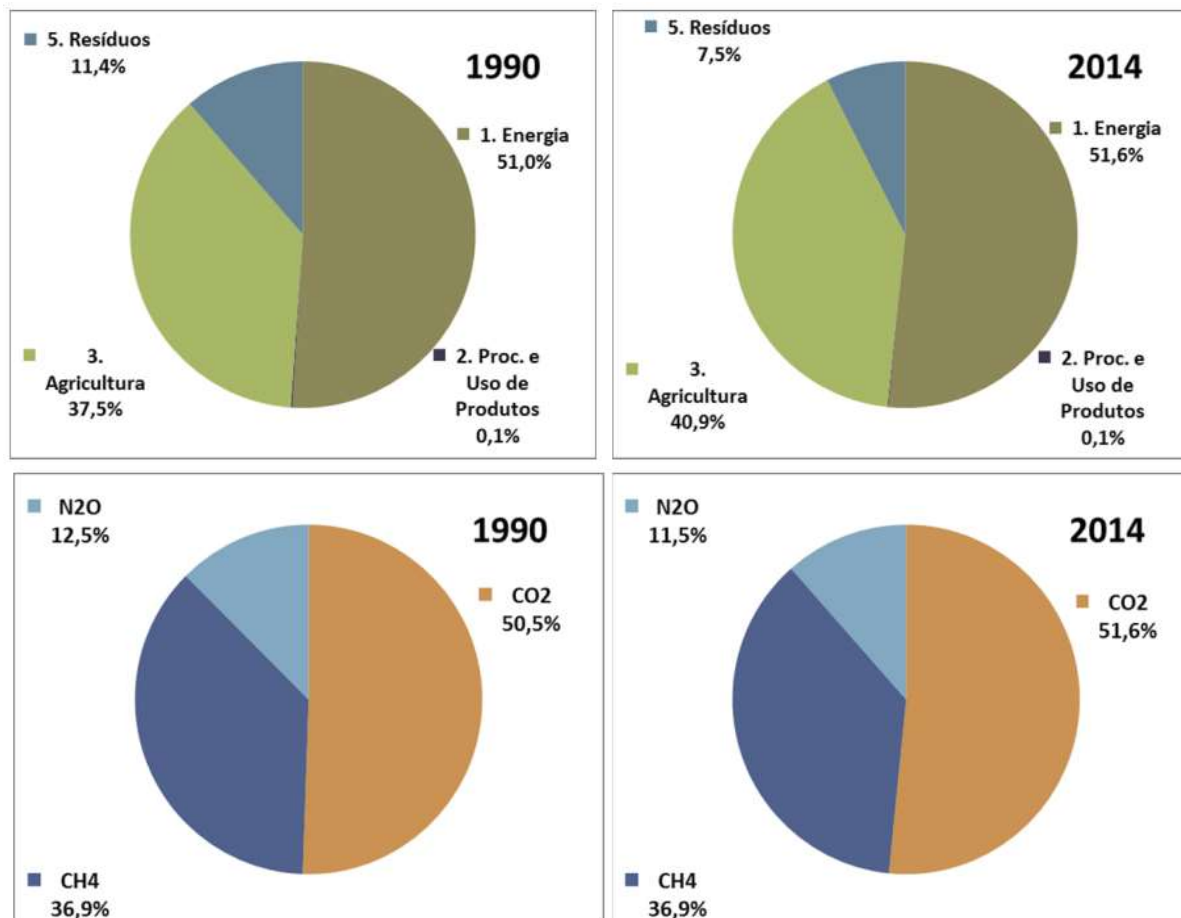 5. Resíduos
11,4%
1990
1. Energia
51,0%
3.
Agricultura
37,5%
2. Proc. e
Uso de
Produtos
0,1%
5. Resíduos
7,5%
2014
1. Energia
51,6%
3.
Agricultura
40,9%
2. Proc. e
Uso de
Produtos
0,1%
N2O
12,5%
1990
CO2
50,5%
CH4
36,9%
N2O
11,5%
2014
CO2
51,6%
CH4
36,9%